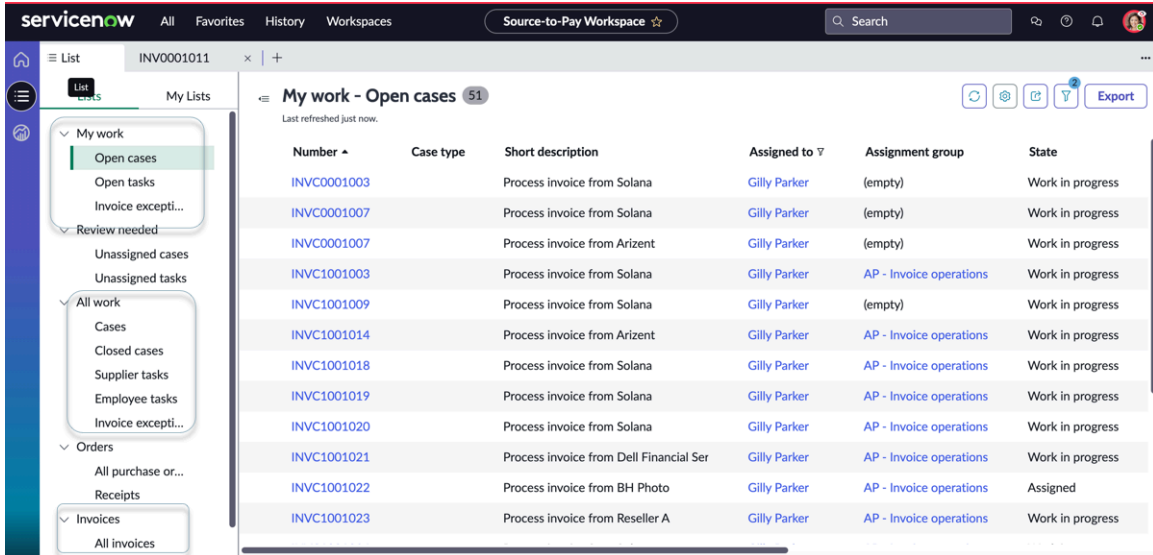 servicenow All Favorites History Workspaces Source-to-Pay Workspace Search
List INV0001011
List
Lists My Lists
My work - Open cases 51 2 Export
Last refreshed just now.
My work
Open cases
Open tasks
Invoice excepti...
Review needed
Unassigned cases
Unassigned tasks
All work
Cases
Closed cases
Supplier tasks
Employee tasks
Invoice excepti...
Orders
All purchase or...
Receipts
Invoices
All invoices
Number Case type Short description Assigned to Assignment group State
INVC0001003 Process invoice from Solana Gilly Parker (empty) Work in progress
INVC0001007 Process invoice from Solana Gilly Parker (empty) Work in progress
INVC0001007 Process invoice from Arizent Gilly Parker (empty) Work in progress
INVC1001003 Process invoice from Solana Gilly Parker AP - Invoice operations Work in progress
INVC1001009 Process invoice from Solana Gilly Parker (empty) Work in progress
INVC1001014 Process invoice from Arizent Gilly Parker AP - Invoice operations Work in progress
INVC1001018 Process invoice from Solana Gilly Parker AP - Invoice operations Work in progress
INVC1001019 Process invoice from Solana Gilly Parker AP - Invoice operations Work in progress
INVC1001020 Process invoice from Solana Gilly Parker AP - Invoice operations Work in progress
INVC1001021 Process invoice from Dell Financial Ser Gilly Parker AP - Invoice operations Work in progress
INVC1001022 Process invoice from BH Photo Gilly Parker AP - Invoice operations Assigned
INVC1001023 Process invoice from Reseller A Gilly Parker AP - Invoice operations Work in progress